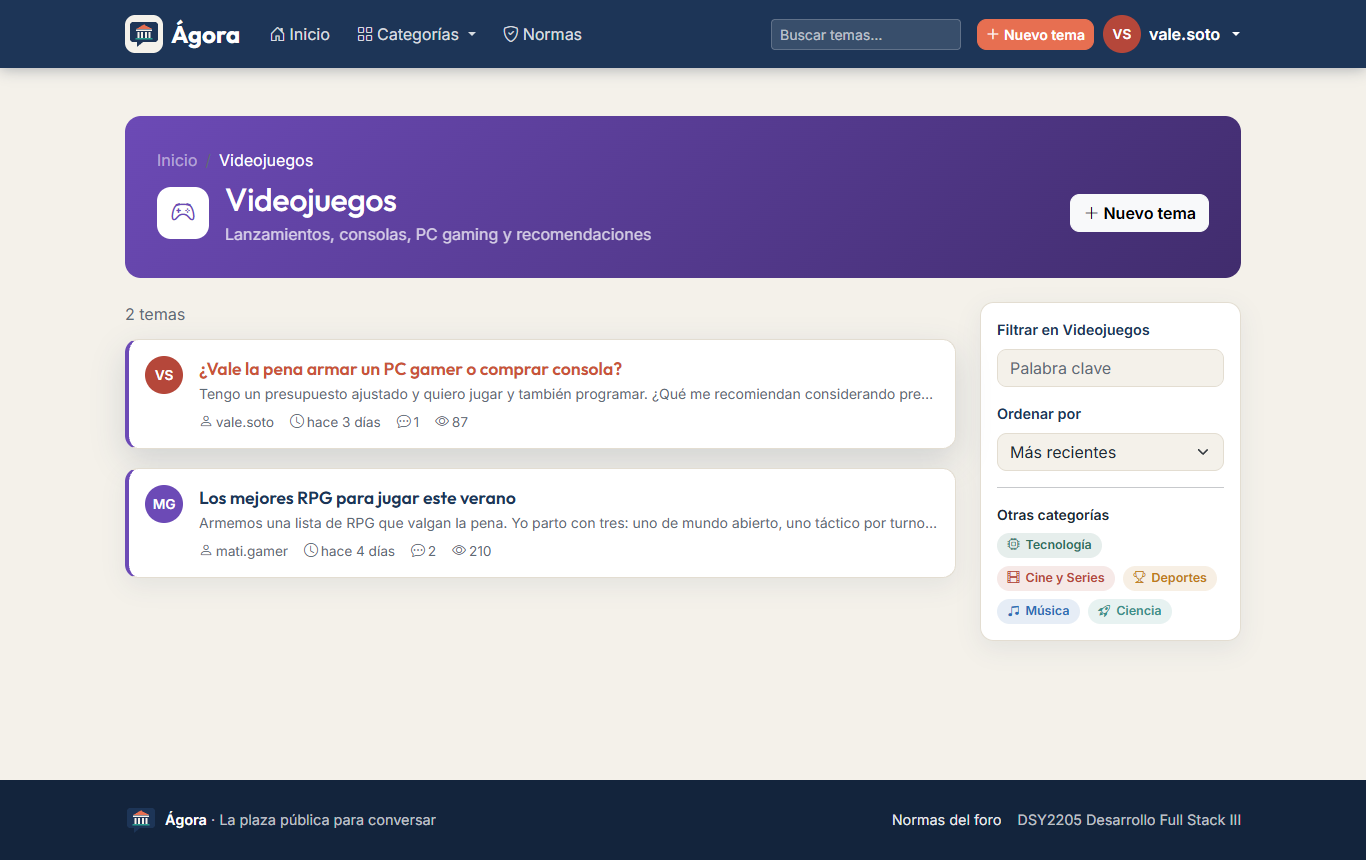 Ágora
Inicio
Categorías
Normas
Buscar temas...
+ Nuevo tema
VS
vale.soto
Inicio / Videojuegos
Videojuegos
Lanzamientos, consolas, PC gaming y recomendaciones
+ Nuevo tema
2 temas
VS
¿Vale la pena armar un PC gamer o comprar consola?
Tengo un presupuesto ajustado y quiero jugar y también programar. ¿Qué me recomiendan considerando pre...
vale.soto hace 3 días 1 87
MG
Los mejores RPG para jugar este verano
Armemos una lista de RPG que valgan la pena. Yo parto con tres: uno de mundo abierto, uno táctico por turno...
mati.gamer hace 4 días 2 210
Filtrar en Videojuegos
Palabra clave
Ordenar por
Más recientes
Otras categorías
Tecnología
Cine y Series
Deportes
Música
Ciencia
Ágora · La plaza pública para conversar
Normas del foro
DSY2205 Desarrollo Full Stack III